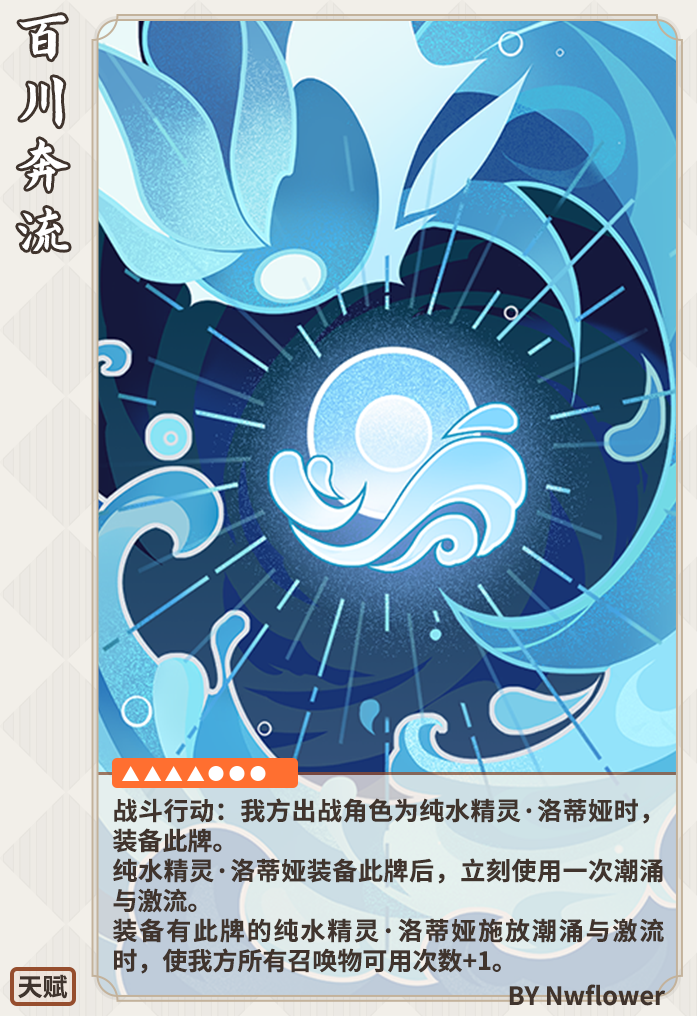 百川奔流
战斗行动：我方出战角色为纯水精灵·洛蒂娅时，
装备此牌。
纯水精灵·洛蒂娅装备此牌后，立刻使用一次潮涌
与激流。
装备有此牌的纯水精灵·洛蒂娅施放潮涌与激流
时，使我方所有召唤物可用次数+1。
天赋
BY Nwflower